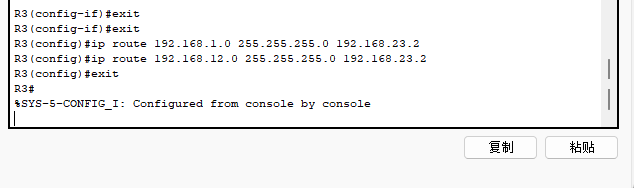 R3(config-if)#exit
R3(config-if)#exit
R3(config)#ip route 192.168.1.0 255.255.255.0 192.168.23.2
R3(config)#ip route 192.168.12.0 255.255.255.0 192.168.23.2
R3(config)#exit
R3#
%SYS-5-CONFIG_I: Configured from console by console
复制 粘贴